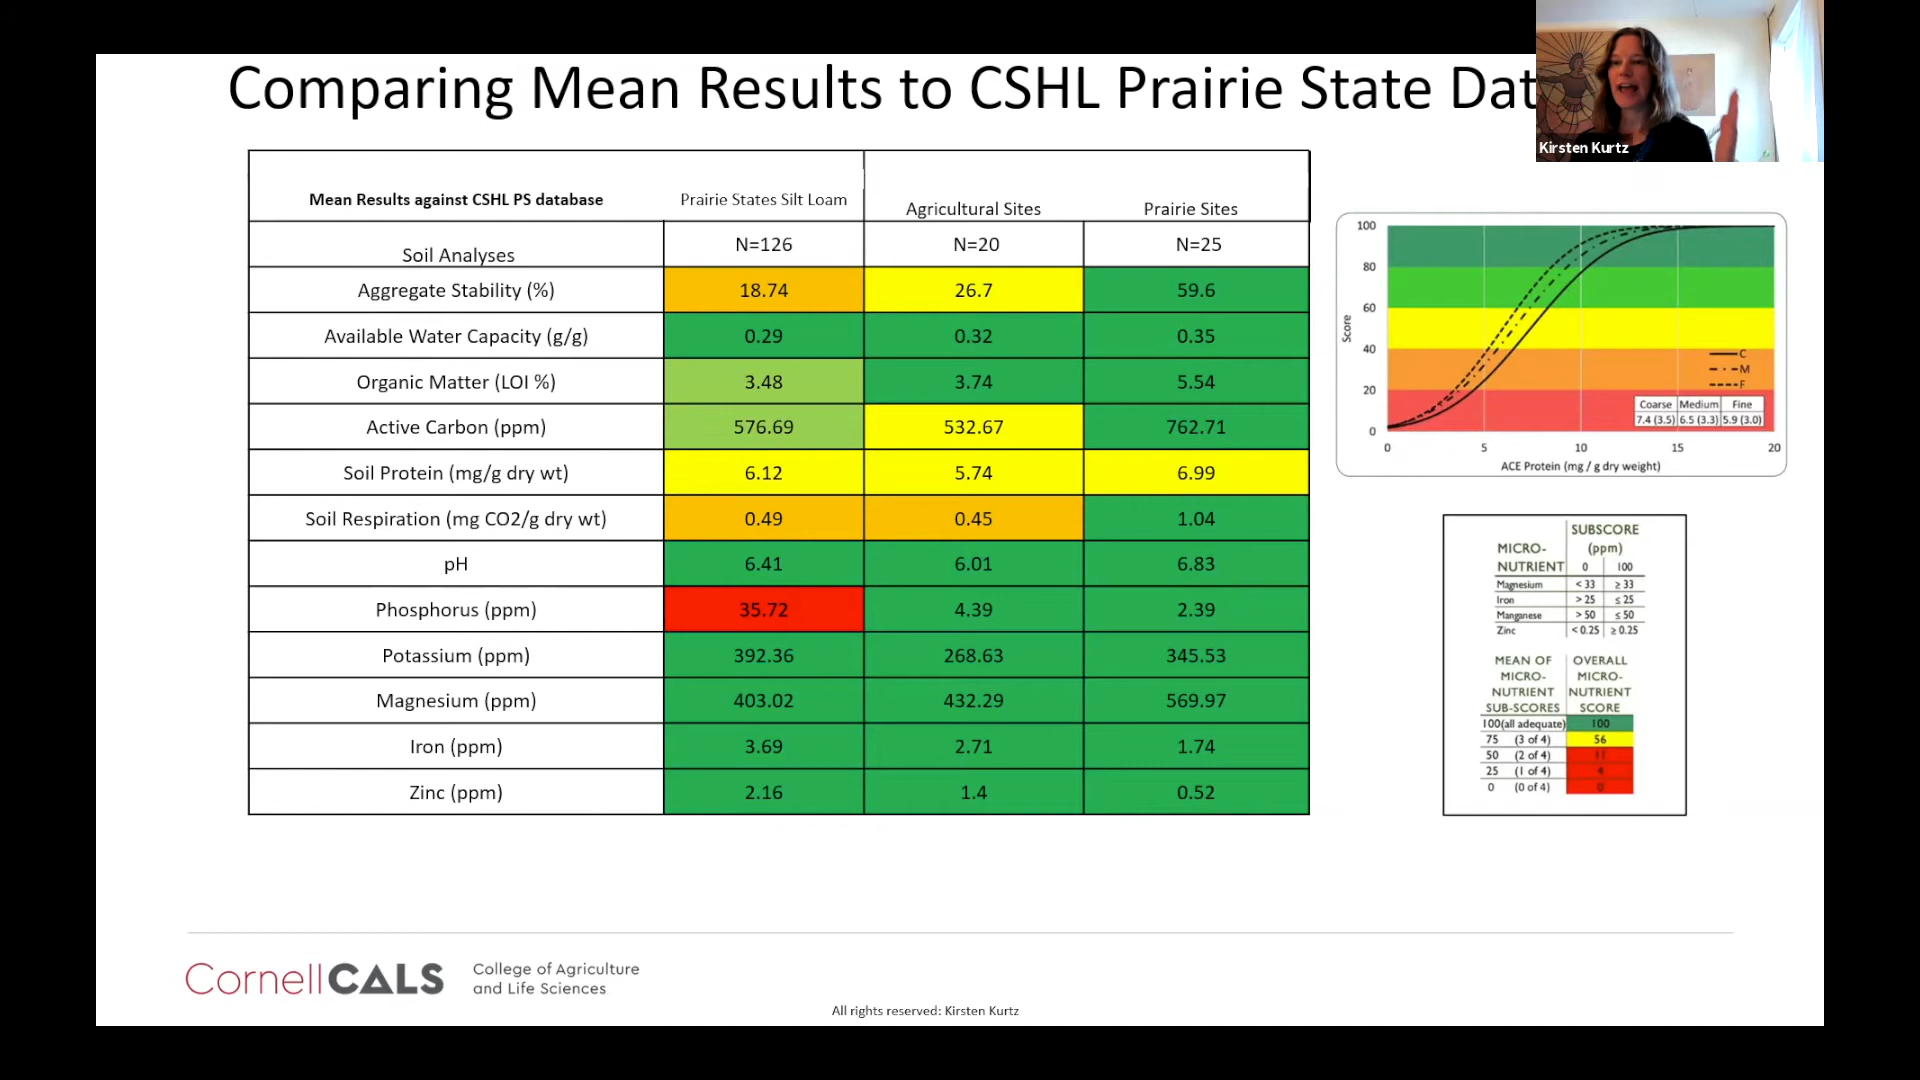 Comparing Mean Results to CSHL Prairie State Dat
Kirsten Kurtz
Mean Results against CSHL PS database Prairie States Silt Loam Agricultural Sites Prairie Sites
Soil Analyses N=126 N=20 N=25
Aggregate Stability (%) 18.74 26.7 59.6
Available Water Capacity (g/g) 0.29 0.32 0.35
Organic Matter (LOI %) 3.48 3.74 5.54
Active Carbon (ppm) 576.69 532.67 762.71
Soil Protein (mg/g dry wt) 6.12 5.74 6.99
Soil Respiration (mg CO2/g dry wt) 0.49 0.45 1.04
pH 6.41 6.01 6.83
Phosphorus (ppm) 35.72 4.39 2.39
Potassium (ppm) 392.36 268.63 345.53
Magnesium (ppm) 403.02 432.29 569.97
Iron (ppm) 3.69 2.71 1.74
Zinc (ppm) 2.16 1.4 0.52
100
80
60
40
20
0
Score
C
M
F
Coarse Medium Fine
7.4 (3.5) 6.5 (3.3) 5.9 (3.0)
0 5 10 15 20
ACE Protein (mg / g dry weight)
SUBSCORE
MICRO- (ppm)
NUTRIENT 0 100
Magnesium < 33 ≥ 33
Iron > 25 ≤ 25
Manganese > 50 ≤ 50
Zinc < 0.25 ≥ 0.25
MEAN OF OVERALL
MICRO- MICRO-
NUTRIENT NUTRIENT
SUB-SCORES SCORE
100(all adequate) 100
75 (3 of 4) 56
50 (2 of 4) 11
25 (1 of 4) 4
0 (0 of 4) 0
CornellCALS College of Agriculture
and Life Sciences
All rights reserved: Kirsten Kurtz